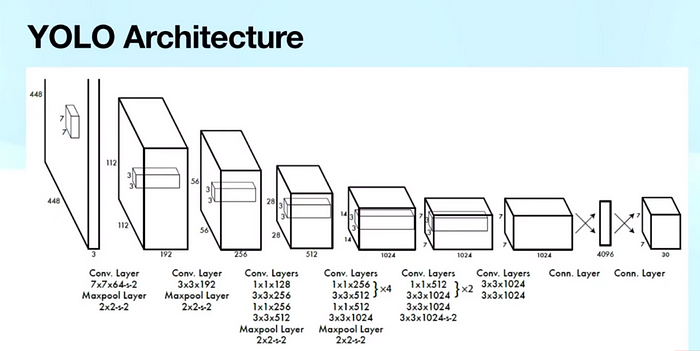 YOLO Architecture
448
448
7
7
3
112
112
3
3
192
56
56
3
3
256
28
28
3
3
512
14
14
3
3
1024
7
7
3
3
1024
7
7
1024
4096
7
7
30
Conv. Layer
7x7x64-s-2
Maxpool Layer
2x2-s-2
Conv. Layer
3x3x192
Maxpool Layer
2x2-s-2
Conv. Layers
1x1x128
3x3x256
1x1x256
3x3x512
Maxpool Layer
2x2-s-2
Conv. Layers
1x1x256
3x3x512 }×4
1x1x512
3x3x1024
Maxpool Layer
2x2-s-2
Conv. Layers
1x1x512
3x3x1024 }×2
3x3x1024
3x3x1024-s-2
Conv. Layers
3x3x1024
3x3x1024
Conn. Layer
Conn. Layer